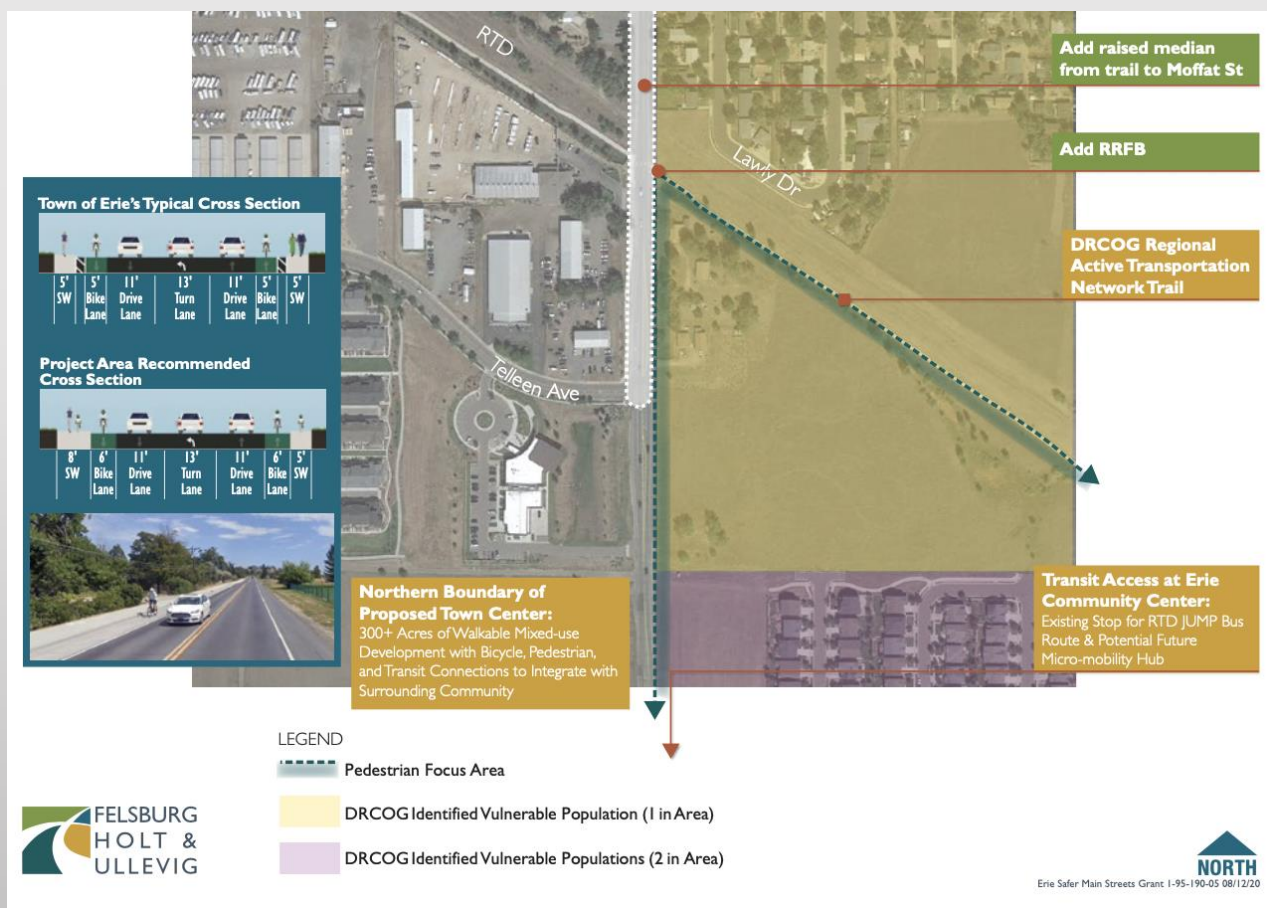 RTD
Lawly Dr
Telleen Ave
Add raised median
from trail to Moffat St
Add RRFB
DRCOG Regional
Active Transportation
Network Trail
Town of Erie's Typical Cross Section
5' 5' 11' 13' 11' 5' 5'
SW Bike Drive Turn Drive Bike SW
Lane Lane Lane Lane Lane
Project Area Recommended
Cross Section
8' 6' 11' 13' 11' 6' 5'
SW Bike Drive Turn Drive Bike SW
Lane Lane Lane Lane Lane
Northern Boundary of
Proposed Town Center:
300+ Acres of Walkable Mixed-use
Development with Bicycle, Pedestrian,
and Transit Connections to Integrate with
Surrounding Community
Transit Access at Erie
Community Center:
Existing Stop for RTD JUMP Bus
Route & Potential Future
Micro-mobility Hub
LEGEND
Pedestrian Focus Area
DRCOG Identified Vulnerable Population (1 in Area)
DRCOG Identified Vulnerable Populations (2 in Area)
FELSBURG
HOLT &
ULLEVIG
NORTH
Erie Safer Main Streets Grant 1-95-190-05 08/12/20